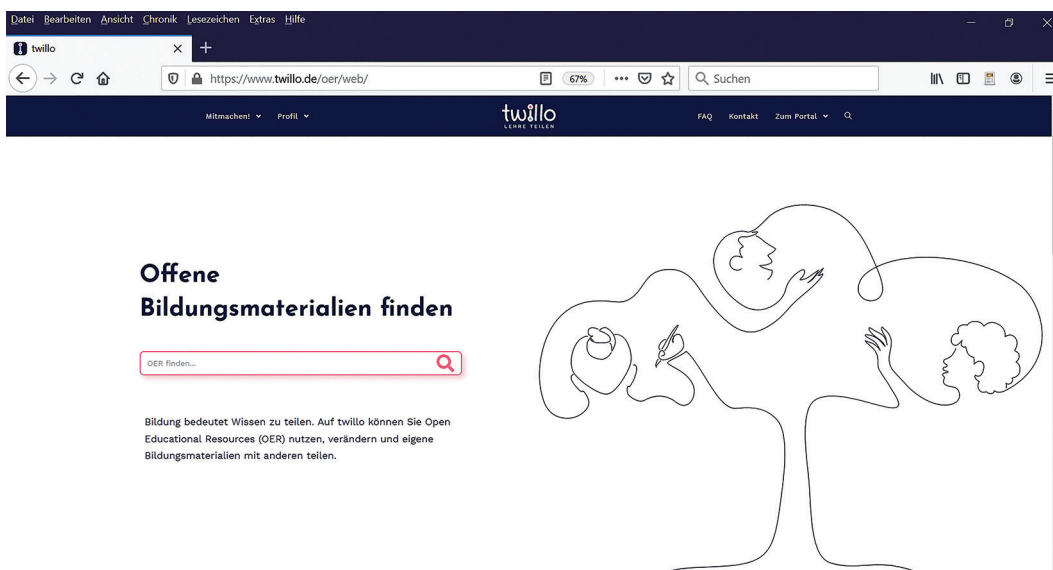 Datei Bearbeiten Ansicht Chronik Lesezeichen Extras Hilfe
twillo
https://www.twillo.de/oer/web/
67%
Suchen
Mitmachen! Profil
twillo
LEHRE TEILEN
FAQ Kontakt Zum Portal
Offene
Bildungsmaterialien finden
OER finden...
Bildung bedeutet Wissen zu teilen. Auf twillo können Sie Open
Educational Resources (OER) nutzen, verändern und eigene
Bildungsmaterialien mit anderen teilen.